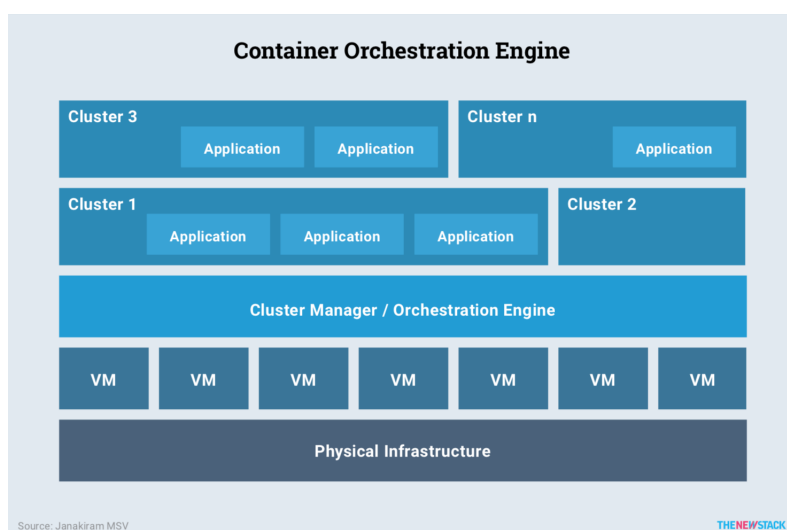 Container Orchestration Engine
Cluster 3
Application
Application
Cluster n
Application
Cluster 1
Application
Application
Application
Cluster 2
Cluster Manager / Orchestration Engine
VM
VM
VM
VM
VM
VM
VM
Physical Infrastructure
Source: Janakiram MSV
THENEWSTACK